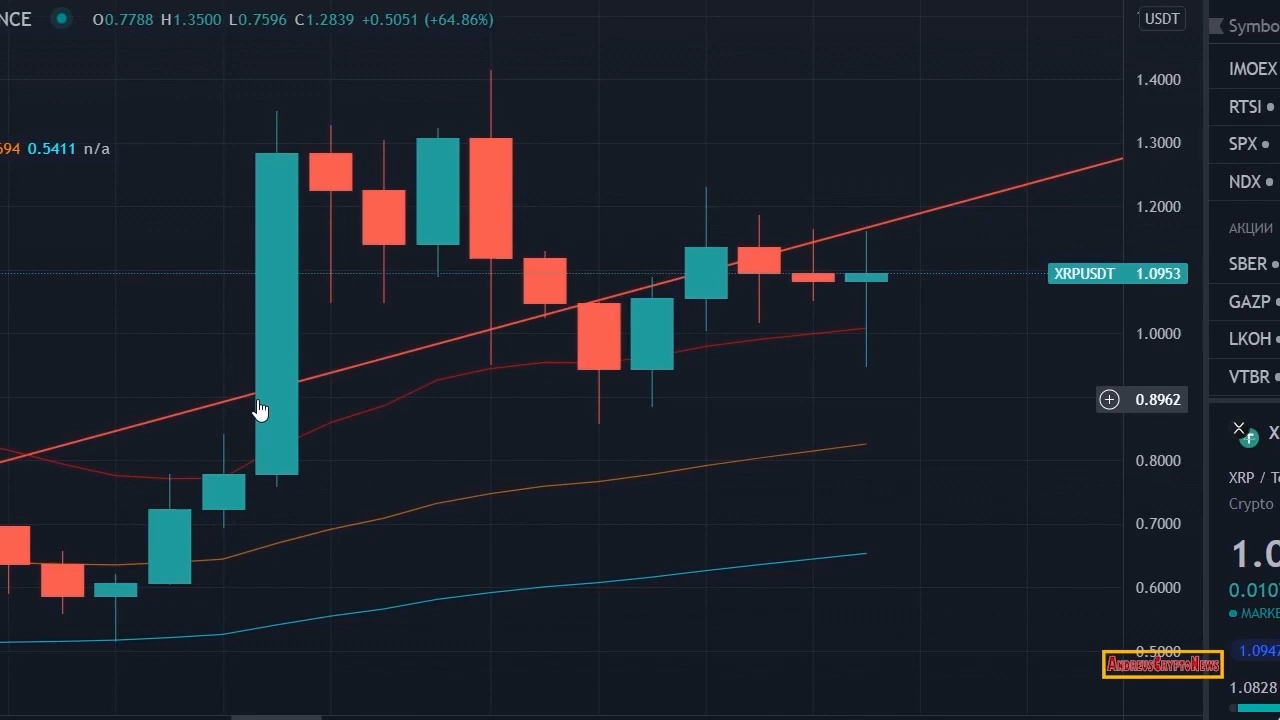 NCE O0.7788 H1.3500 L0.7596 C1.2839 +0.5051 (+64.86%)
USDT
Symbo
1.4000
IMOEX
RTSI
694 0.5411 n/a
1.3000
SPX
NDX
1.2000
АКЦИИ
SBER
XRPUSDT 1.0953
GAZP
1.0000
LKOH
VTBR
0.8962
X
0.8000
XRP / Te
Crypto
0.7000
1.0
0.6000
0.010
MARKE
0.5000
1.0947
AndrewsCryptoNews
1.0828